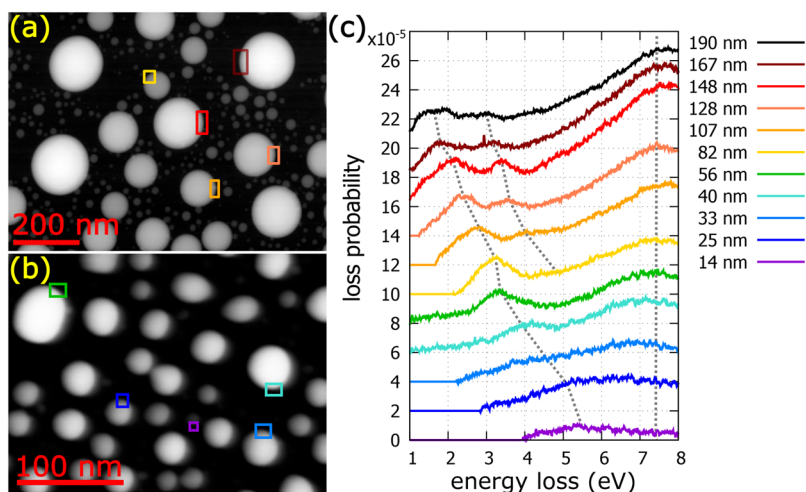 (a)
200 nm
(b)
100 nm
(c)
x10-5
loss probability
26
24
22
20
18
16
14
12
10
8
6
4
2
0
1 2 3 4 5 6 7 8
energy loss (eV)
190 nm
167 nm
148 nm
128 nm
107 nm
82 nm
56 nm
40 nm
33 nm
25 nm
14 nm